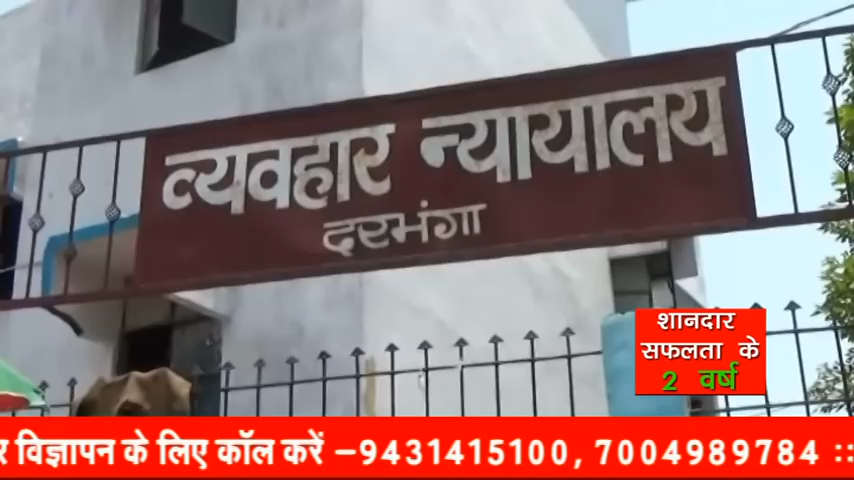 व्यवहार न्यायालय
दरभंगा
शानदार
सफलता के
2 वर्ष
विज्ञापन के लिए कॉल करें –9431415100, 7004989784 ::